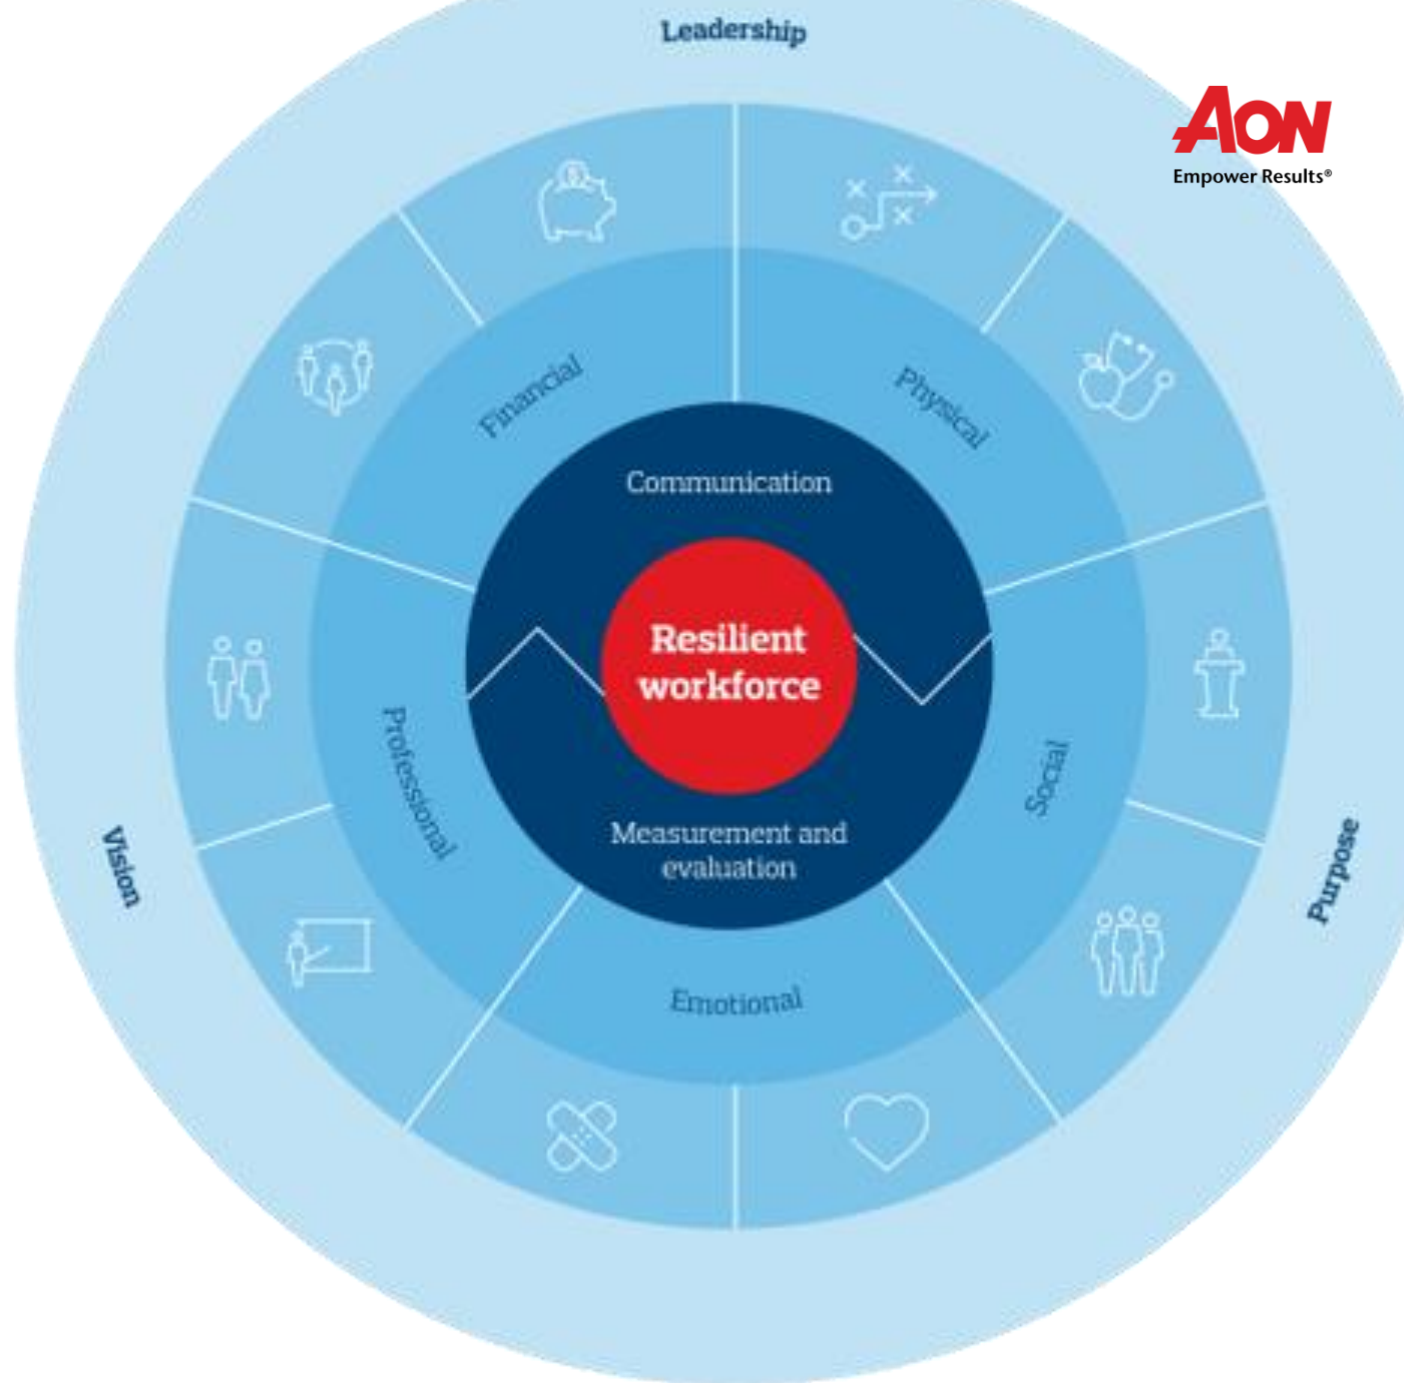 Leadership
AON
Empower Results®
Financial
Physical
Communication
Resilient
workforce
Professional
Social
Measurement and
evaluation
Vision
Purpose
Emotional